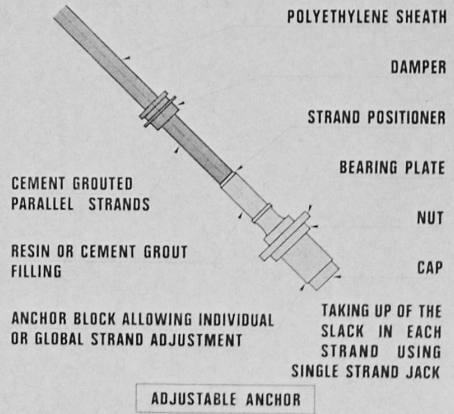 POLYETHYLENE SHEATH
DAMPER
STRAND POSITIONER
BEARING PLATE
NUT
CAP
CEMENT GROUTED
PARALLEL STRANDS
RESIN OR CEMENT GROUT
FILLING
ANCHOR BLOCK ALLOWING INDIVIDUAL
OR GLOBAL STRAND ADJUSTMENT
TAKING UP OF THE
SLACK IN EACH
STRAND USING
SINGLE STRAND JACK
ADJUSTABLE ANCHOR